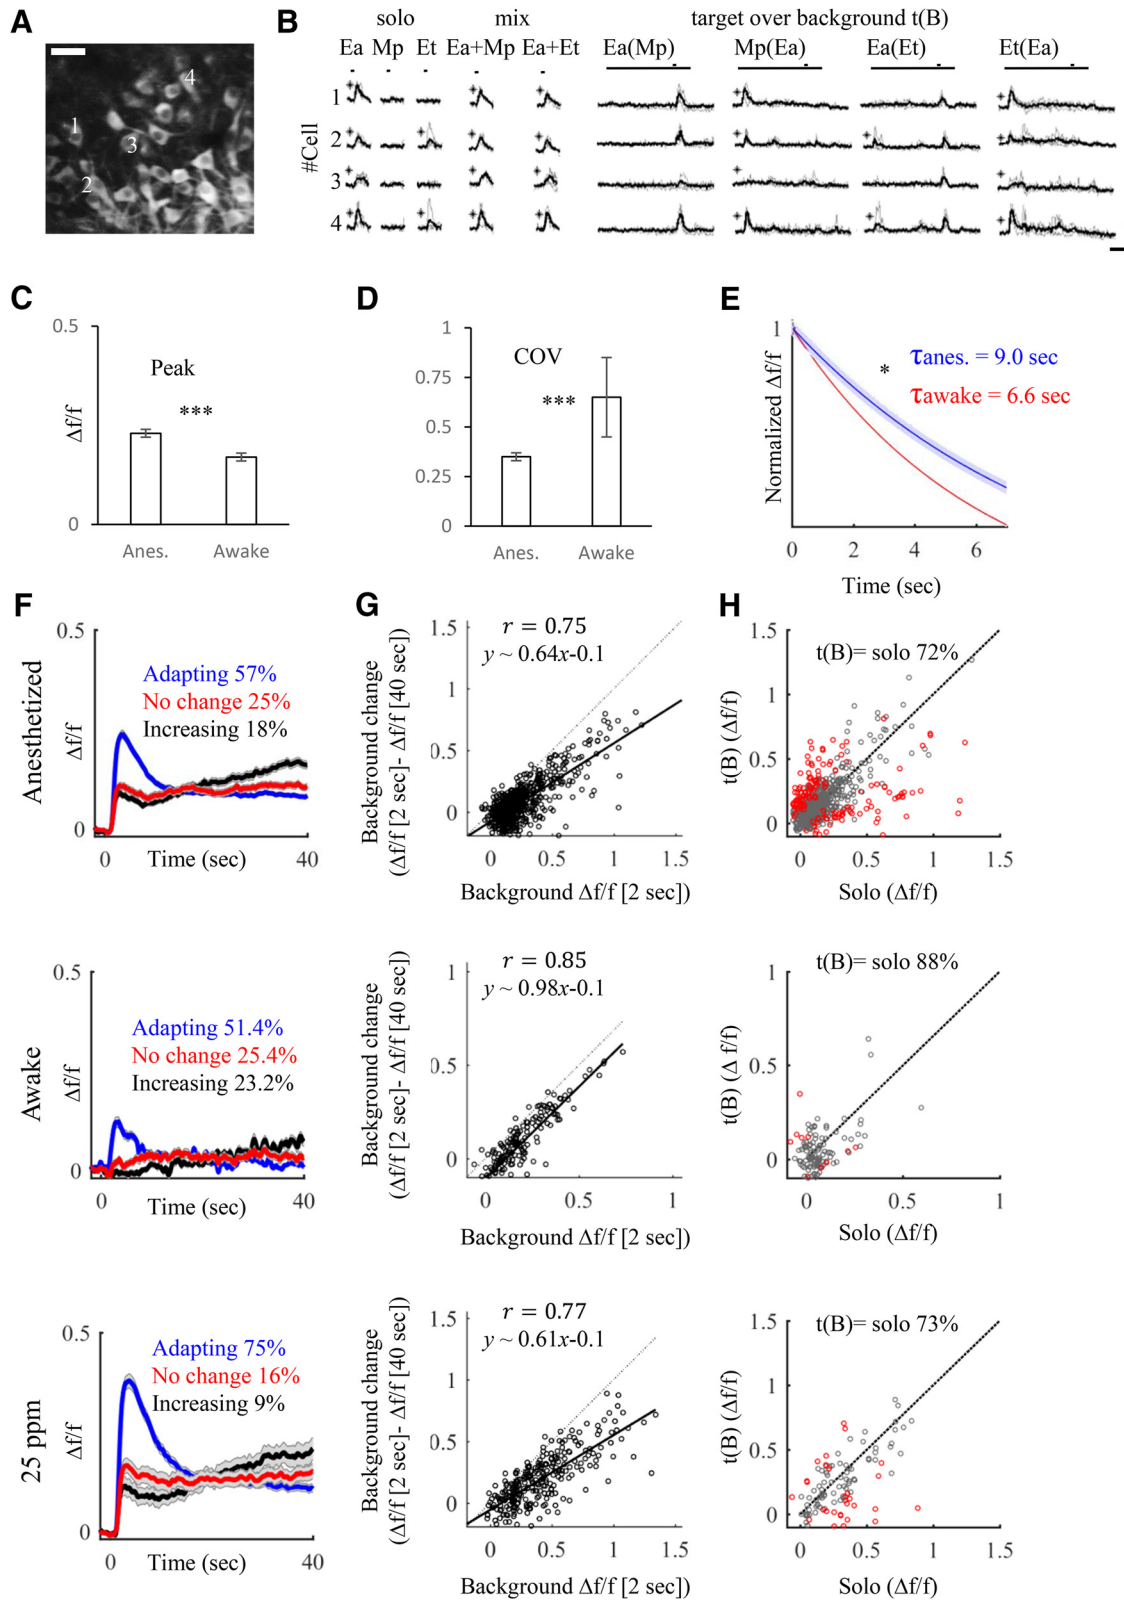 A
1
2
3
4
B
solo mix target over background t(B)
Ea Mp Et Ea+Mp Ea+Et Ea(Mp) Mp(Ea) Ea(Et) Et(Ea)
#Cell
1
2
3
4
C
0.5
0
Δf/f
Peak
***
Anes. Awake
D
1
0.75
0.5
0.25
0
COV
***
Anes. Awake
E
1
Normalized Δf/f
*
τanes. = 9.0 sec
τawake = 6.6 sec
0 2 4 6
Time (sec)
F
Anesthetized
0.5
0
Δf/f
Adapting 57%
No change 25%
Increasing 18%
0 40
Time (sec)
G
Background change
(Δf/f [2 sec]- Δf/f [40 sec])
1.5
1
0.5
0
r = 0.75
y ~ 0.64x-0.1
0 0.5 1 1.5
Background Δf/f [2 sec])
H
t(B) (Δf/f)
1.5
1
0.5
0
t(B)= solo 72%
0 0.5 1 1.5
Solo (Δf/f)
Awake
0.5
0
Δf/f
Adapting 51.4%
No change 25.4%
Increasing 23.2%
0 40
Time (sec)
Background change
(Δf/f [2 sec]- Δf/f [40 sec])
1
0.5
0
r = 0.85
y ~ 0.98x-0.1
0 0.5 1
Background Δf/f [2 sec])
t(B) (Δ f/f)
1
0.5
0
t(B)= solo 88%
0 0.5 1
Solo (Δf/f)
25 ppm
0.5
0
Δf/f
Adapting 75%
No change 16%
Increasing 9%
0 40
Time (sec)
Background change
(Δf/f [2 sec]- Δf/f [40 sec])
1.5
1
0.5
0
r = 0.77
y ~ 0.61x-0.1
0 0.5 1 1.5
Background Δf/f [2 sec])
t(B) (Δf/f)
1.5
1
0.5
0
t(B)= solo 73%
0 0.5 1 1.5
Solo (Δf/f)